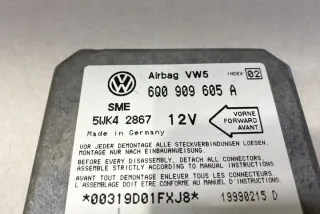 Airbag VW5 INDEX 02
6Q0 909 605 A
SME
5WK4 2867 12V
VORNE
FORWARD
AVANT
Made in Germany
VOR JEDER DEMONTAGE ALLE STECKVERBINDUNGEN LOESEN.
MONTAGE NUR NACH EINBAUANWEISUNG.
BEFORE EVERY DISASSEMBLY, DETACH ALL CONNECTORS.
REASSEMBLY ONLY ACCORDING TO MANUAL INSTRUCTIONS
AVANT TOUT DEMONTAGE ENLEVER TOUS LES CONNECTEURS.
L'ASSEMBLAGE DOIT ETRE CONFORME AU MANUEL D'INSTRUCTIONS
*00319D01FXJ8* 19990215 D